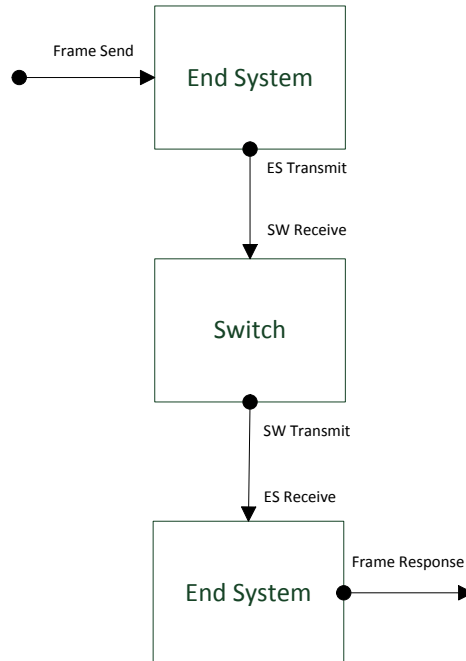 Frame Send
End System
ES Transmit
SW Receive
Switch
SW Transmit
ES Receive
Frame Response
End System